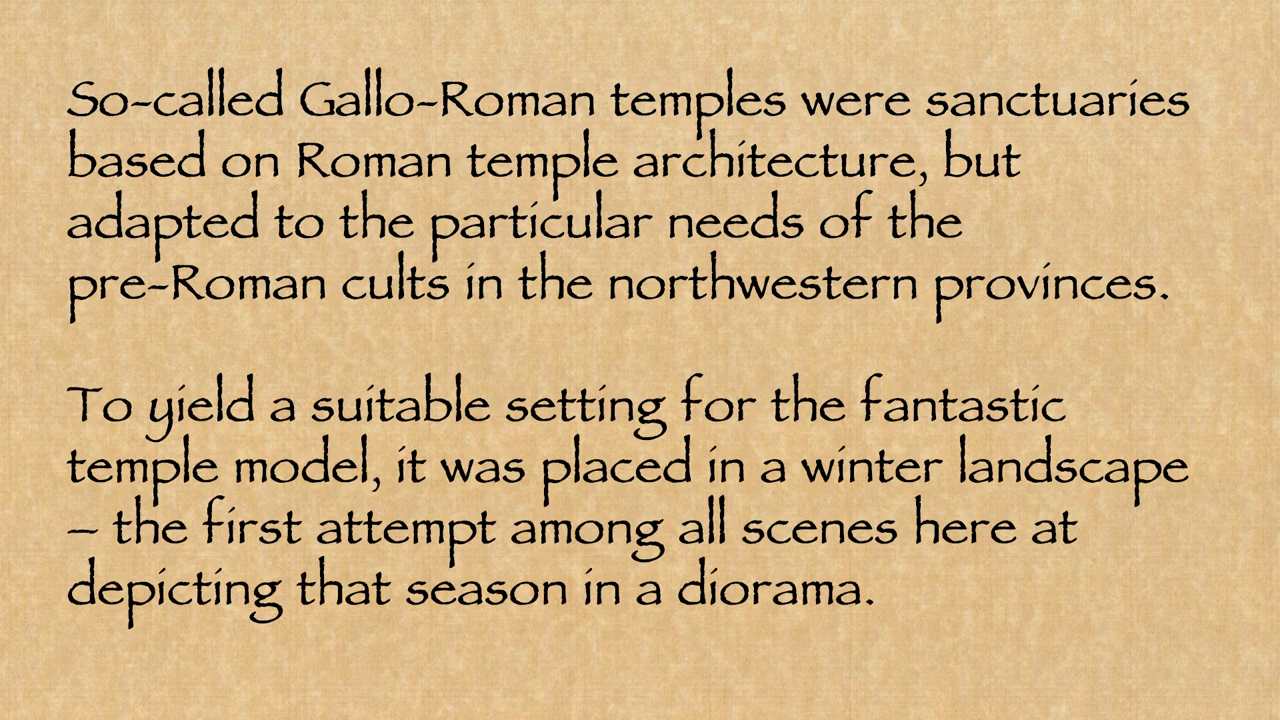 So-called Gallo-Roman temples were sanctuaries
based on Roman temple architecture, but
adapted to the particular needs of the
pre-Roman cults in the northwestern provinces.
To yield a suitable setting for the fantastic
temple model, it was placed in a winter landscape
– the first attempt among all scenes here at
depicting that season in a diorama.